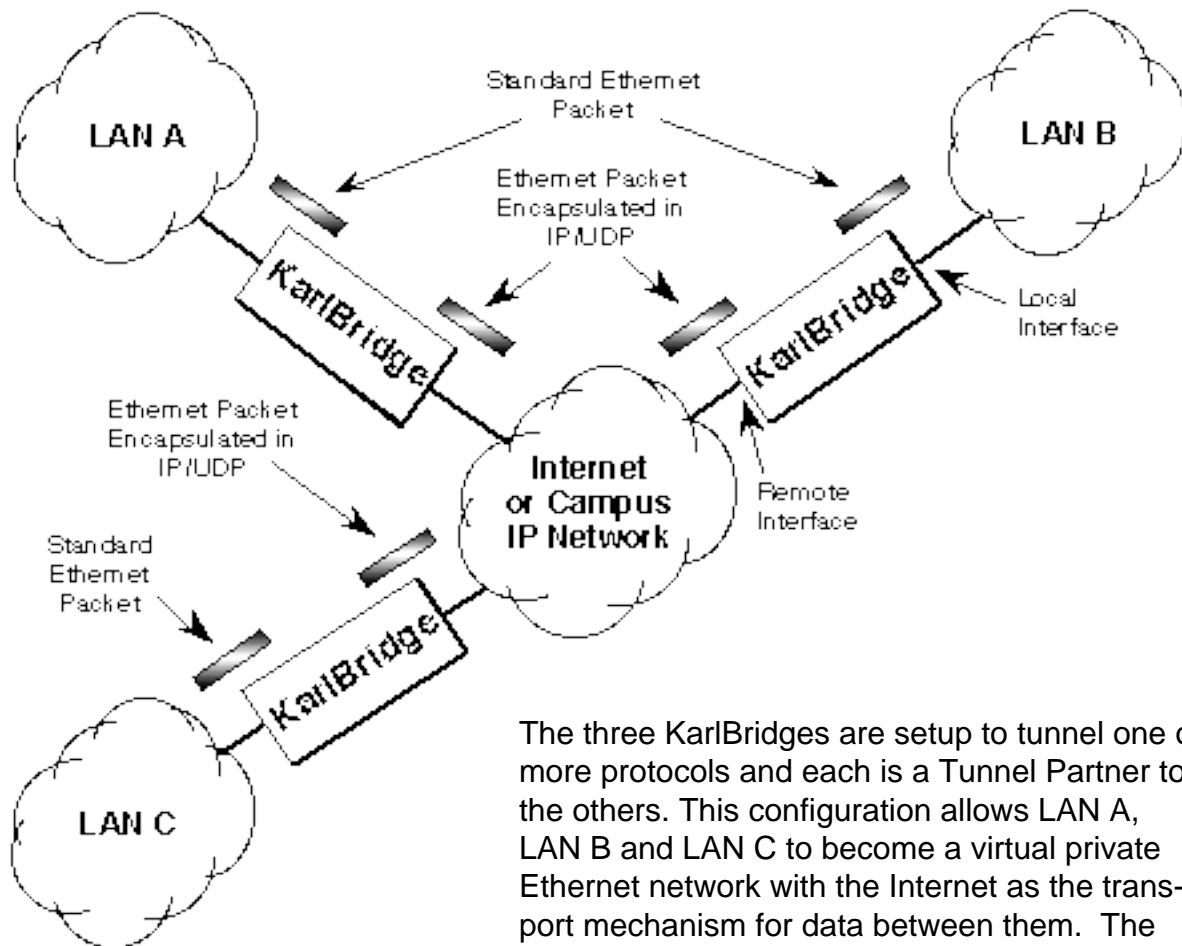 LAN A
Standard Ethernet
Packet
LAN B
Ethernet Packet
Encapsulated in
IP/UDP
KarlBridge
KarlBridge
Local
Interface
Ethernet Packet
Encapsulated in
IP/UDP
Internet
or Campus
IP Network
Remote
Interface
Standard
Ethernet
Packet
KarlBridge
LAN C
The three KarlBridges are setup to tunnel one
more protocols and each is a Tunnel Partner to
the others. This configuration allows LAN A,
LAN B and LAN C to become a virtual private
Ethernet network with the Internet as the trans-
port mechanism for data between them. The